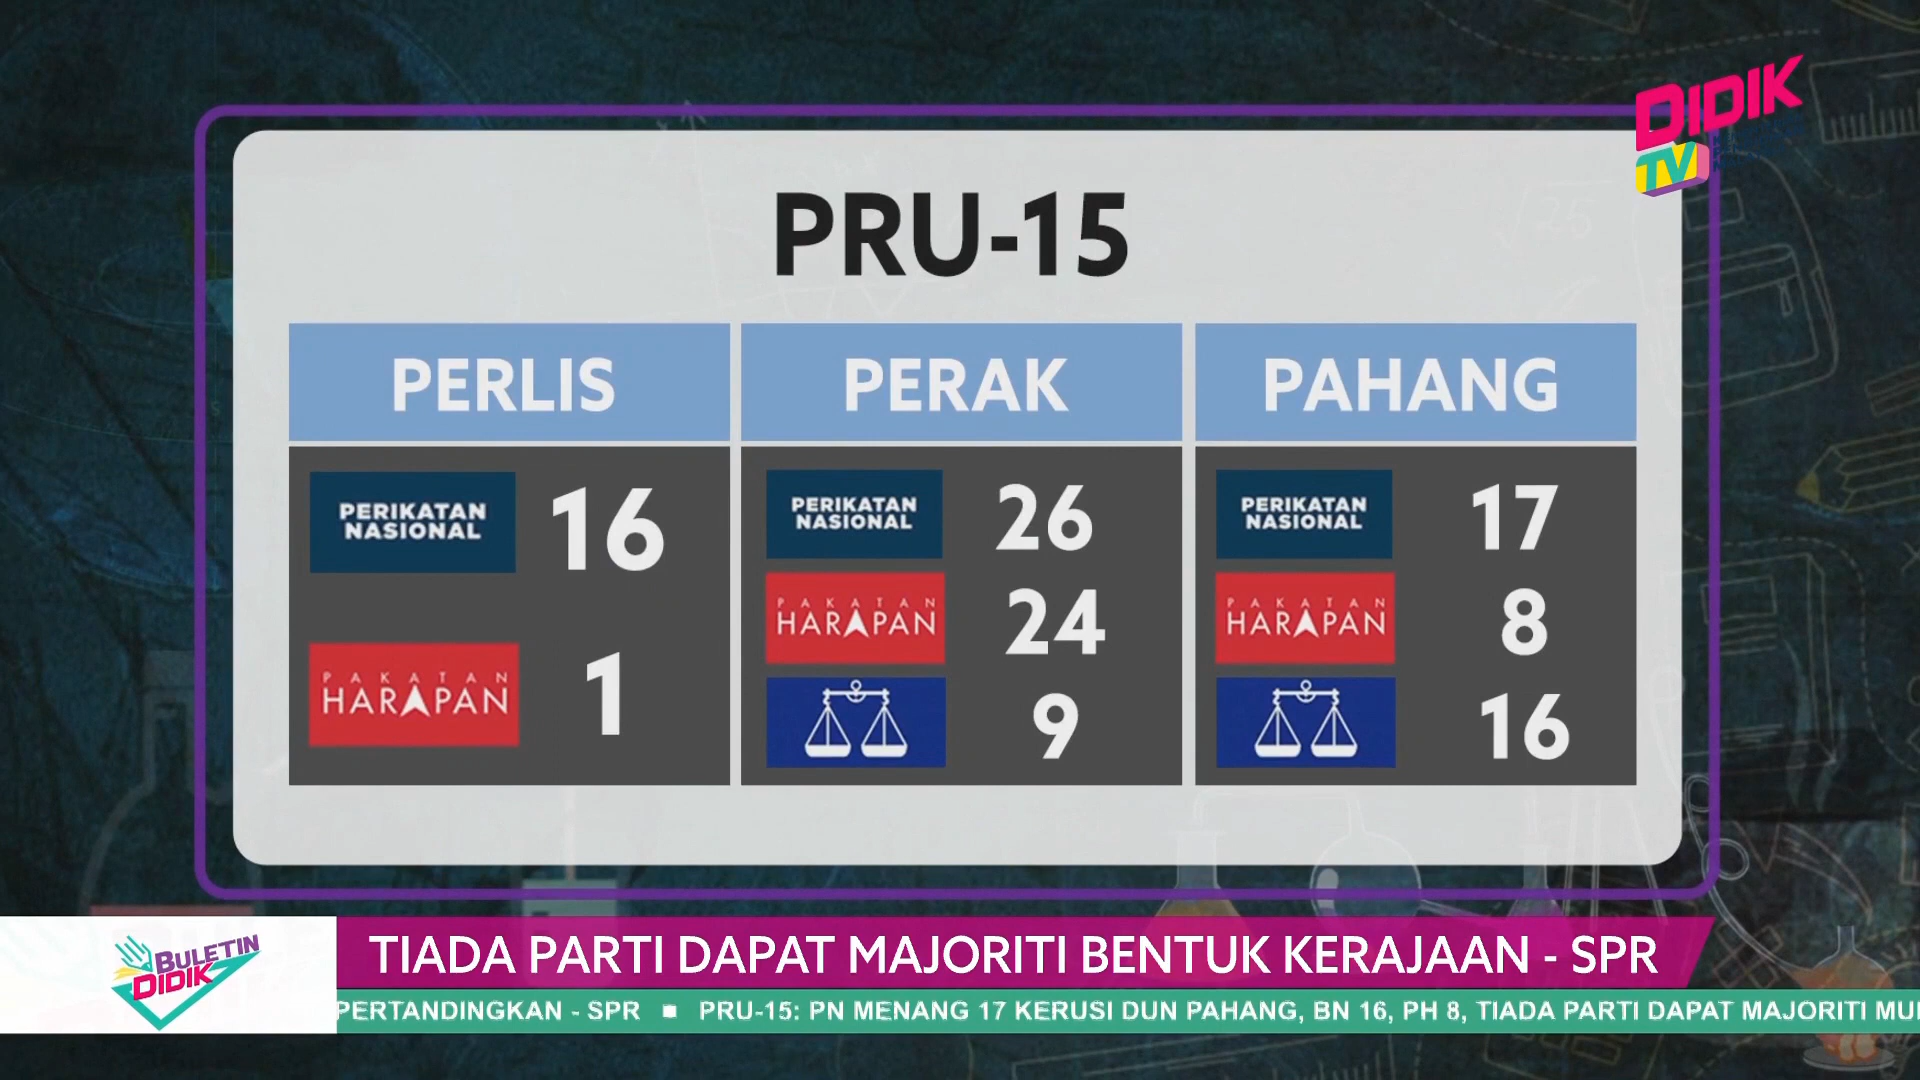 DIDIK
TV
PRU-15
PERLIS
PERIKATAN
NASIONAL
16
PAKATAN
HARAPAN
1
PERAK
PERIKATAN
NASIONAL
26
PAKATAN
HARAPAN
24
9
PAHANG
PERIKATAN
NASIONAL
17
PAKATAN
HARAPAN
8
16
BULETIN
DIDIK
TIADA PARTI DAPAT MAJORITI BENTUK KERAJAAN - SPR
PERTANDINGKAN - SPR ■ PRU-15: PN MENANG 17 KERUSI DUN PAHANG, BN 16, PH 8, TIADA PARTI DAPAT MAJORITI